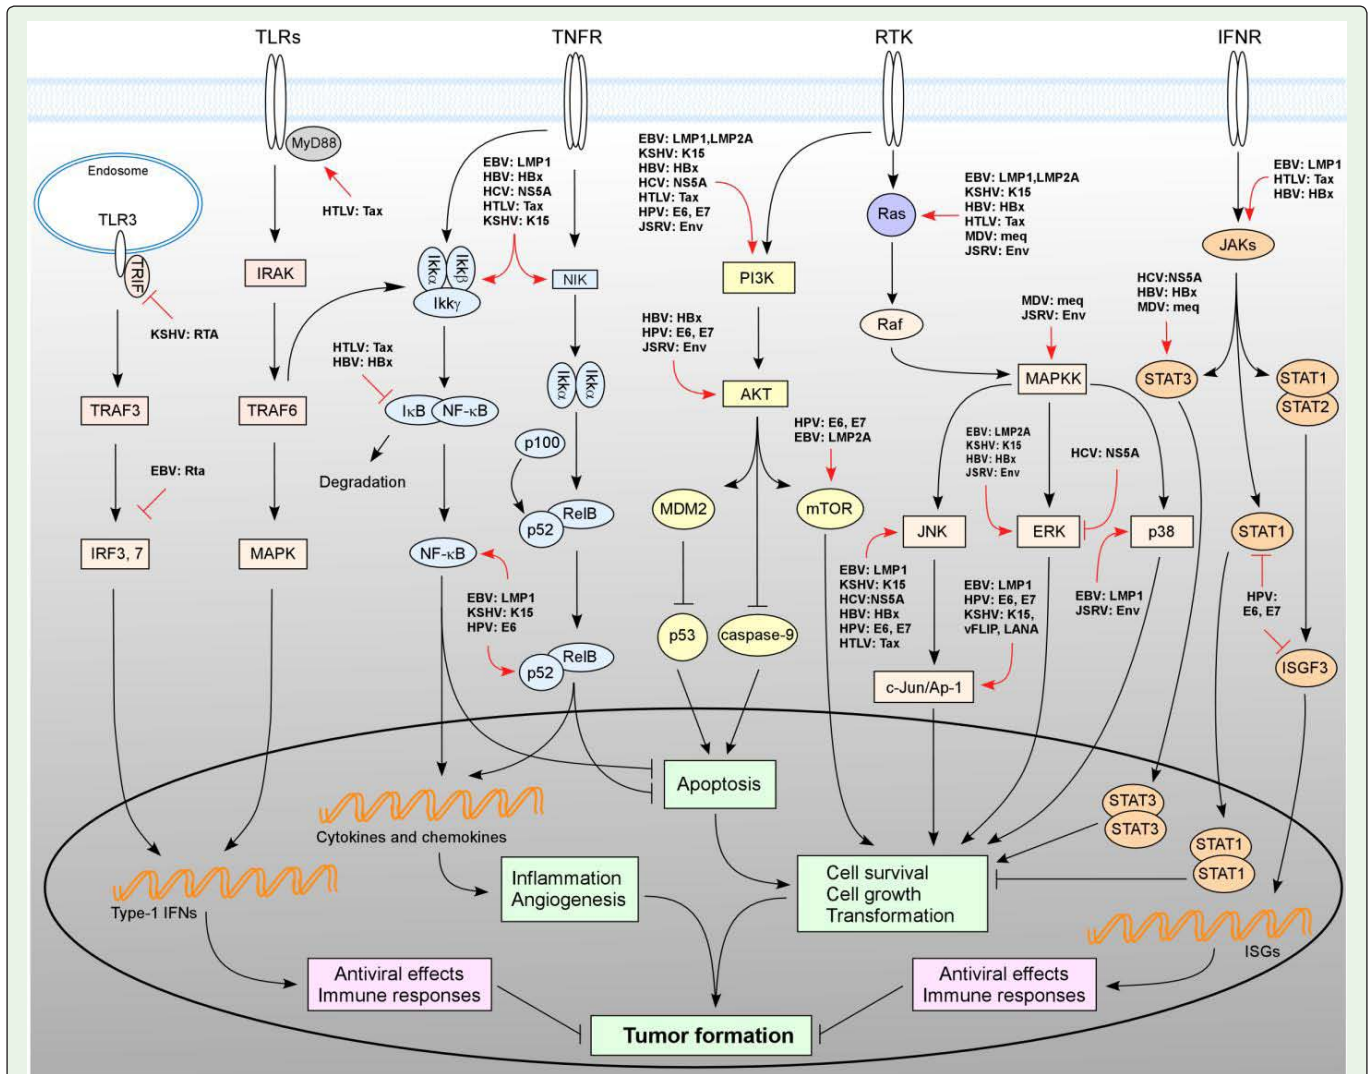 TLRs
TNFR
RTK
IFNR
MyD88
HTLV: Tax
Endosome
TLR3
TRIF
KSHV: RTA
TRAF3
EBV: Rta
IRF3, 7
IRAK
TRAF6
MAPK
EBV: LMP1
HBV: HBx
HCV: NS5A
HTLV: Tax
KSHV: K15
Ikkα
Ikkβ
Ikkγ
NIK
HTLV: Tax
HBV: HBx
IκB
NF-κB
Degradation
Ikkα
Ikkα
p100
p52
RelB
NF-κB
EBV: LMP1
KSHV: K15
HPV: E6
p52
RelB
EBV: LMP1,LMP2A
KSHV: K15
HBV: HBx
HCV: NS5A
HTLV: Tax
HPV: E6, E7
JSRV: Env
PI3K
HBV: HBx
HPV: E6, E7
JSRV: Env
AKT
HPV: E6, E7
EBV: LMP2A
MDM2
mTOR
p53
caspase-9
Ras
EBV: LMP1,LMP2A
KSHV: K15
HBV: HBx
HTLV: Tax
MDV: meq
JSRV: Env
Raf
MDV: meq
JSRV: Env
MAPKK
EBV: LMP2A
KSHV: K15
HBV: HBx
JSRV: Env
HCV: NS5A
JNK
ERK
p38
EBV: LMP1
KSHV: K15
HCV:NS5A
HBV: HBx
HPV: E6, E7
HTLV: Tax
EBV: LMP1
HPV: E6, E7
KSHV: K15,
vFLIP, LANA
EBV: LMP1
JSRV: Env
c-Jun/Ap-1
EBV: LMP1
HTLV: Tax
HBV: HBx
JAKs
HCV:NS5A
HBV: HBx
MDV: meq
STAT3
STAT1
STAT2
STAT1
HPV:
E6, E7
ISGF3
Apoptosis
Cytokines and chemokines
STAT3
STAT3
STAT1
STAT1
Type-1 IFNs
Inflammation
Angiogenesis
Cell survival
Cell growth
Transformation
ISGs
Antiviral effects
Immune responses
Antiviral effects
Immune responses
Tumor formation